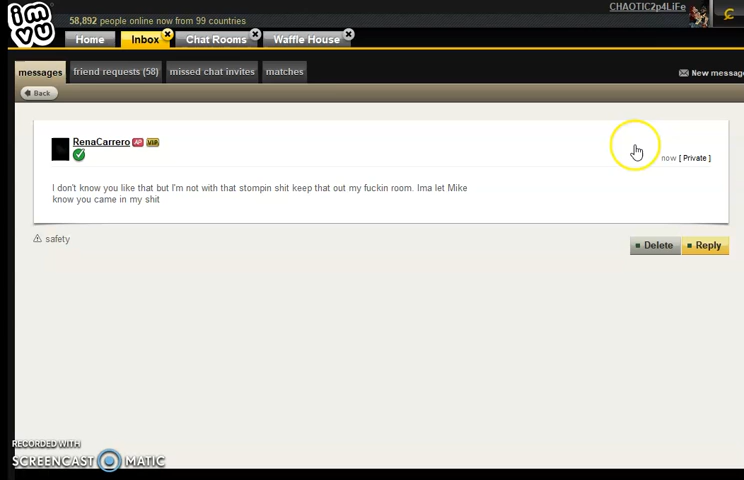 imvu
58,892 people online now from 99 countries
CHAOTIC2p4LiFe
Home
Inbox
Chat Rooms
Waffle House
messages
friend requests (58)
missed chat invites
matches
New message
Back
RenaCarrero AP VIP
now [ Private ]
I don't know you like that but I'm not with that stompin shit keep that out my fuckin room. Ima let Mike
know you came in my shit
safety
Delete
Reply
RECORDED WITH
SCREENCAST MATIC